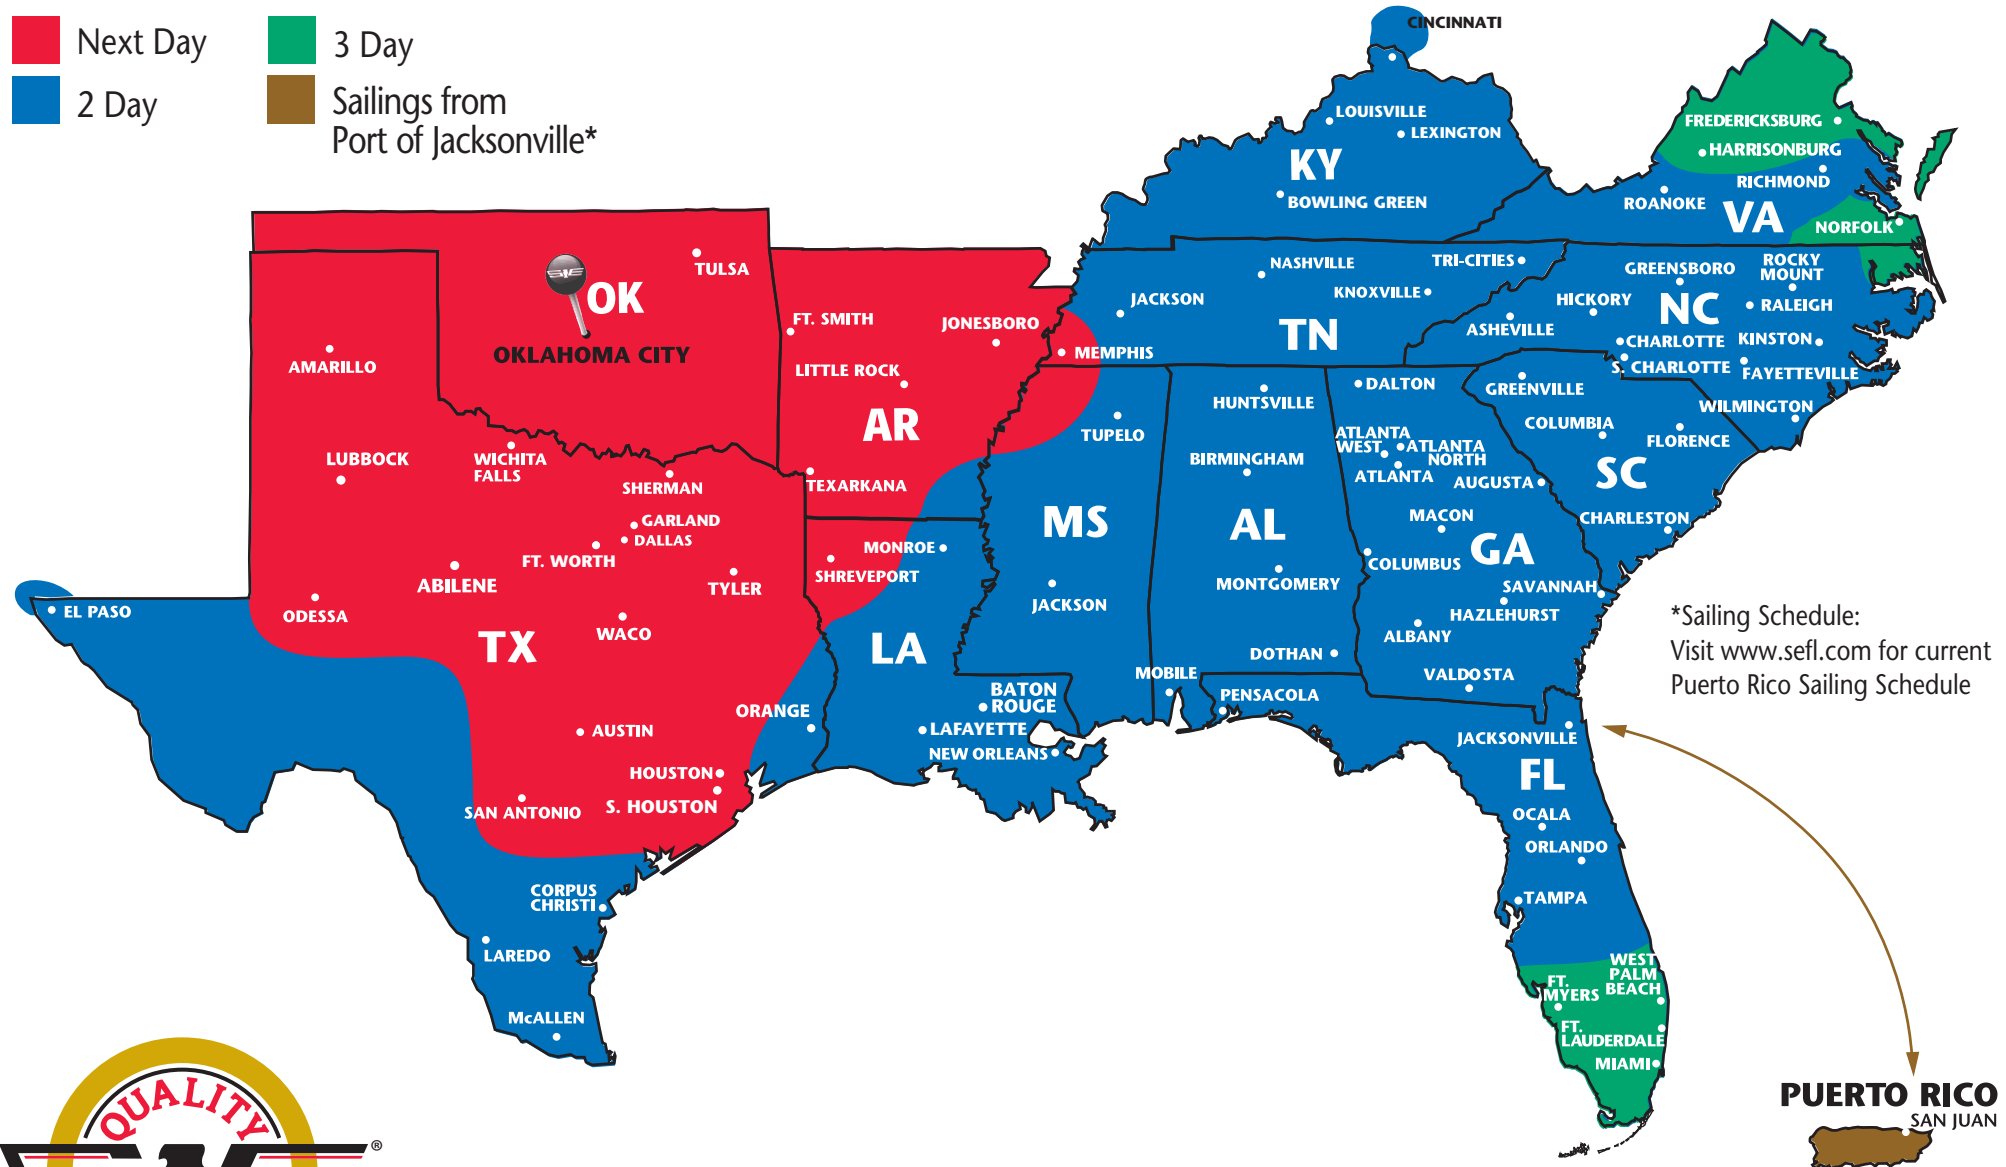 Next Day
2 Day
3 Day
Sailings from
Port of Jacksonville*
CINCINNATI
LOUISVILLE
LEXINGTON
KY
BOWLING GREEN
FREDERICKSBURG
HARRISONBURG
RICHMOND
ROANOKE
VA
NORFOLK
TULSA
OK
OKLAHOMA CITY
FT. SMITH
JONESBORO
LITTLE ROCK
AR
TEXARKANA
NASHVILLE
TRI-CITIES
KNOXVILLE
JACKSON
TN
MEMPHIS
GREENSBORO
ROCKY
MOUNT
HICKORY
NC
RALEIGH
ASHEVILLE
CHARLOTTE
KINSTON
S. CHARLOTTE
FAYETTEVILLE
WILMINGTON
AMARILLO
LUBBOCK
WICHITA
FALLS
SHERMAN
GARLAND
DALLAS
FT. WORTH
ABILENE
TYLER
EL PASO
ODESSA
WACO
TX
ORANGE
AUSTIN
HOUSTON
S. HOUSTON
SAN ANTONIO
CORPUS
CHRISTI
LAREDO
McALLEN
MONROE
SHREVEPORT
LA
BATON
ROUGE
LAFAYETTE
NEW ORLEANS
TUPELO
MS
JACKSON
HUNTSVILLE
BIRMINGHAM
AL
MONTGOMERY
DOTHAN
MOBILE
DALTON
ATLANTA
WEST
ATLANTA
NORTH
ATLANTA
AUGUSTA
MACON
GA
COLUMBUS
SAVANNAH
HAZLEHURST
ALBANY
VALDOSTA
GREENVILLE
COLUMBIA
FLORENCE
SC
CHARLESTON
PENSACOLA
JACKSONVILLE
FL
OCALA
ORLANDO
TAMPA
WEST
PALM
BEACH
FT.
MYERS
FT.
LAUDERDALE
MIAMI
*Sailing Schedule:
Visit www.sefl.com for current
Puerto Rico Sailing Schedule
PUERTO RICO
SAN JUAN
QUALITY
®